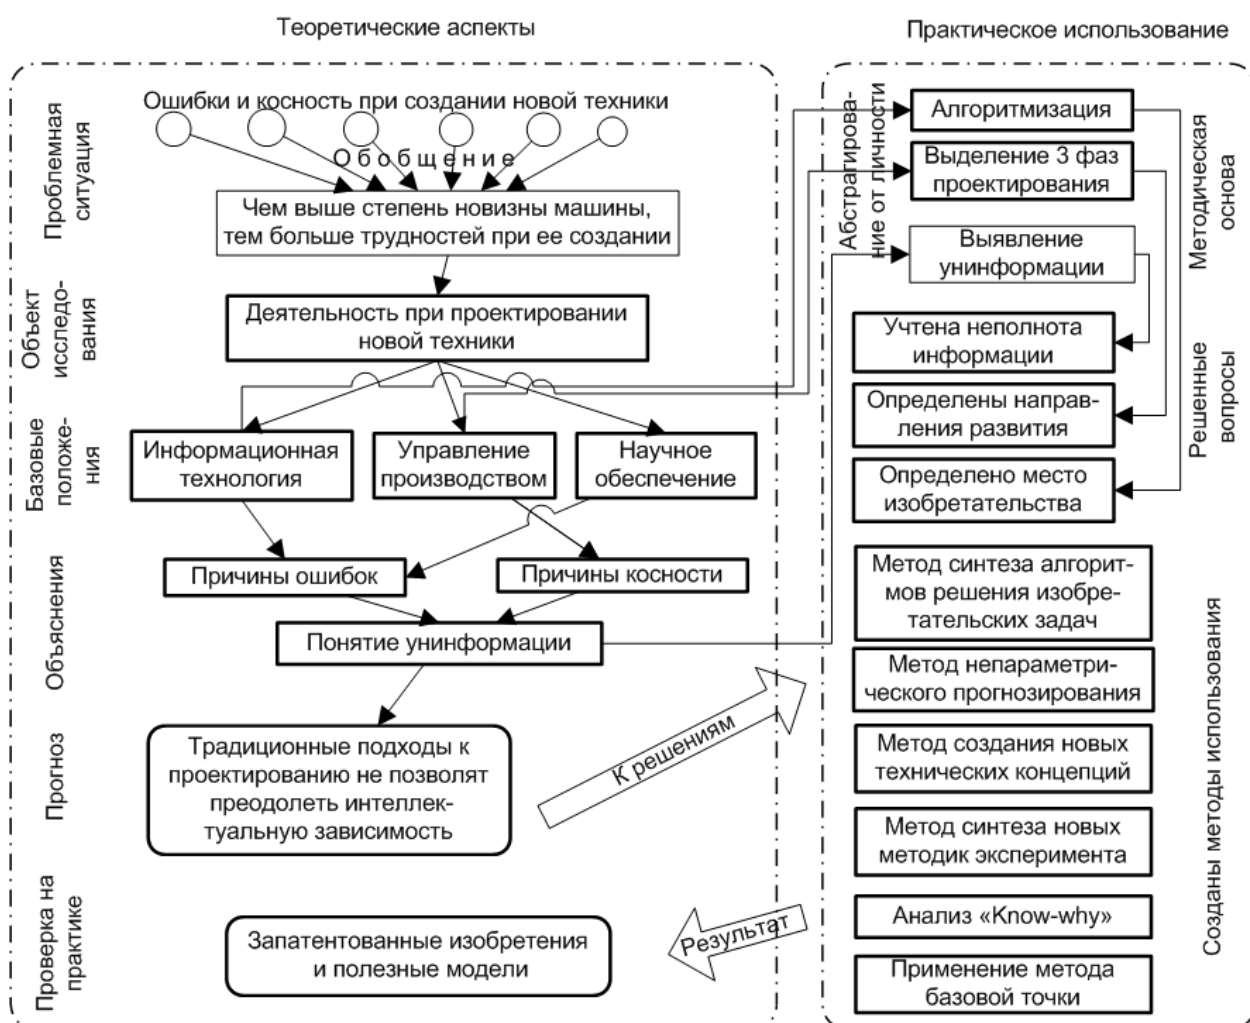 Теоретические аспекты
Практическое использование
Проблемная
ситуация
Ошибки и косность при создании новой техники
Обобщение
Чем выше степень новизны машины,
тем больше трудностей при ее создании
Объект
исследо-
вания
Деятельность при проектировании
новой техники
Базовые
положе-
ния
Информационная
технология
Управление
производством
Научное
обеспечение
Объяснения
Причины ошибок
Причины косности
Понятие унинформации
Прогноз
Традиционные подходы к
проектированию не позволят
преодолеть интеллек-
туальную зависимость
К решениям
Проверка на
практике
Запатентованные изобретения
и полезные модели
Результат
Абстрагирова-
ние от личности
Алгоритмизация
Выделение 3 фаз
проектирования
Выявление
унинформации
Методическая
основа
Учтена неполнота
информации
Определены направ-
ления развития
Определено место
изобретательства
Решенные
вопросы
Метод синтеза алгорит-
мов решения изобре-
тательских задач
Метод непараметри-
ческого прогнозирования
Метод создания новых
технических концепций
Метод синтеза новых
методик эксперимента
Анализ «Know-why»
Применение метода
базовой точки
Созданы методы использования